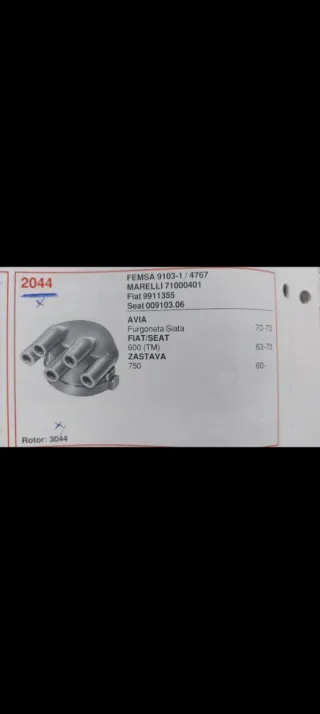 2044
FEMSA 9103-1 / 4767
MARELLI 71000401
Fiat 9911355
Seat 009103.06
AVIA
Furgoneta Siata 70-73
FIAT/SEAT
600 (TM) 63-73
ZASTAVA
750 60-
Rotor: 3044